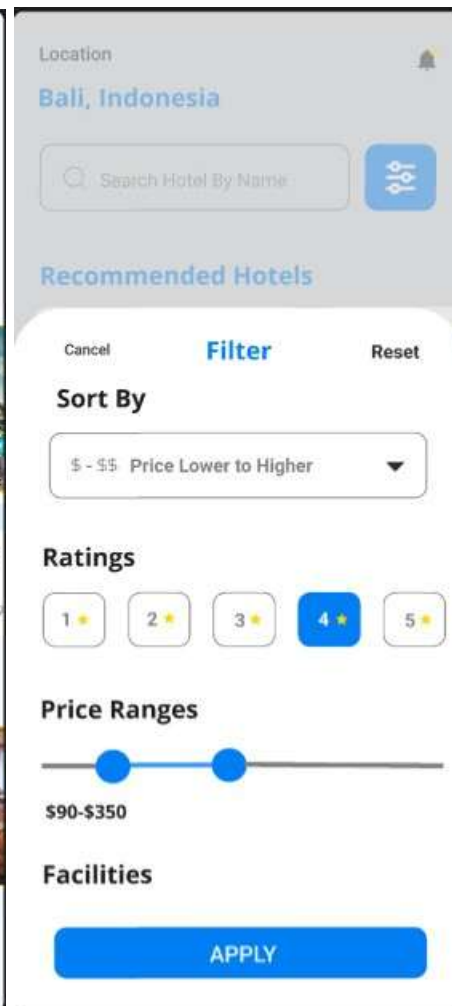 Location
Bali, Indonesia
Search Hotel By Name
Recommended Hotels
Cancel Filter Reset
Sort By
$ - $$ Price Lower to Higher
Ratings
1 2 3 4 5
Price Ranges
$90-$350
Facilities
APPLY